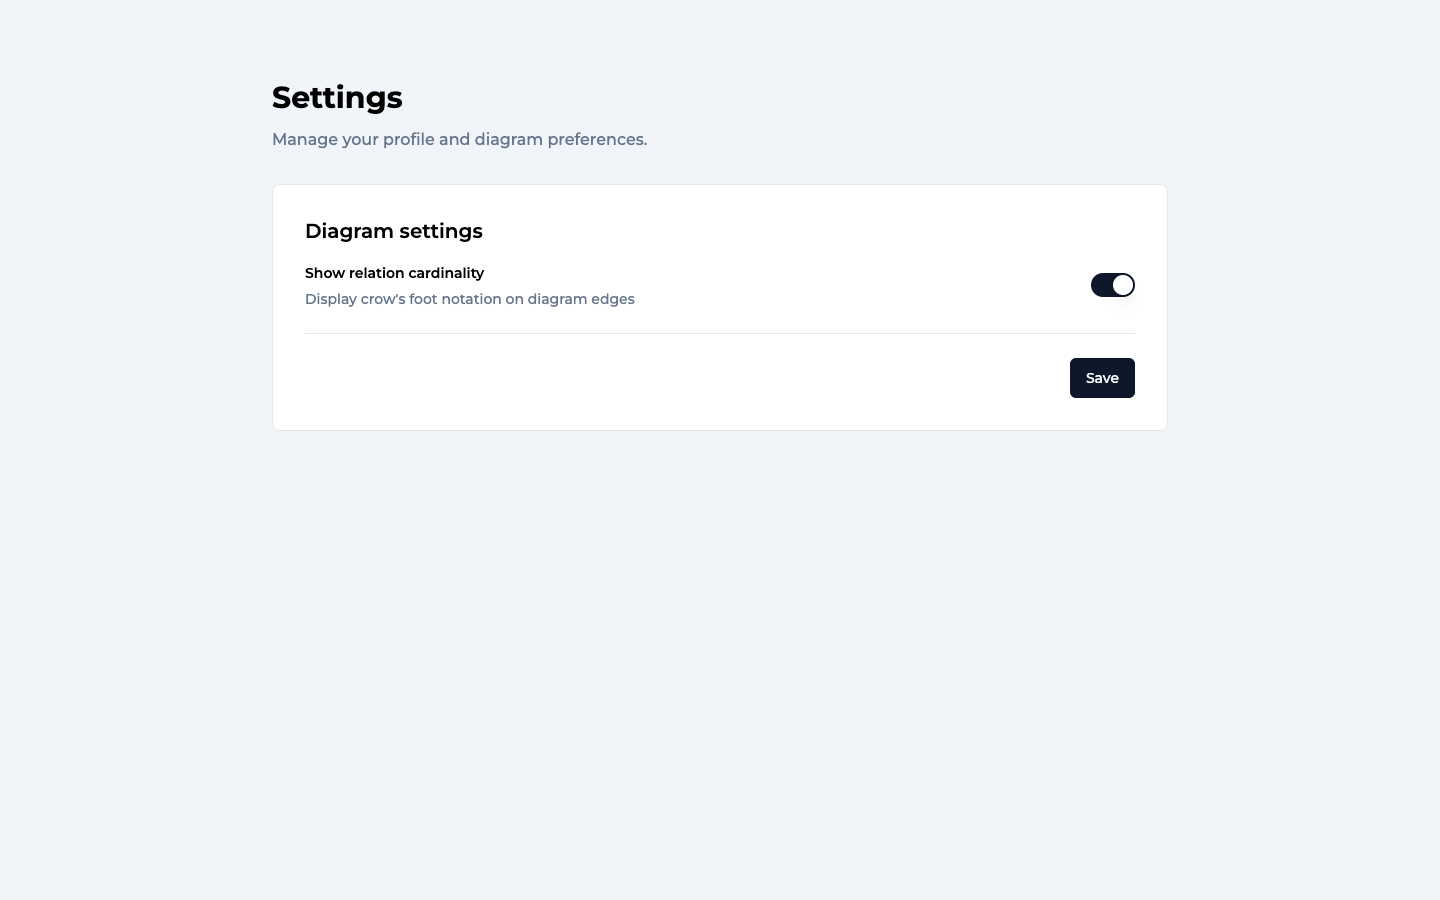 Settings
Manage your profile and diagram preferences.
Diagram settings
Show relation cardinality
Display crow's foot notation on diagram edges
Save